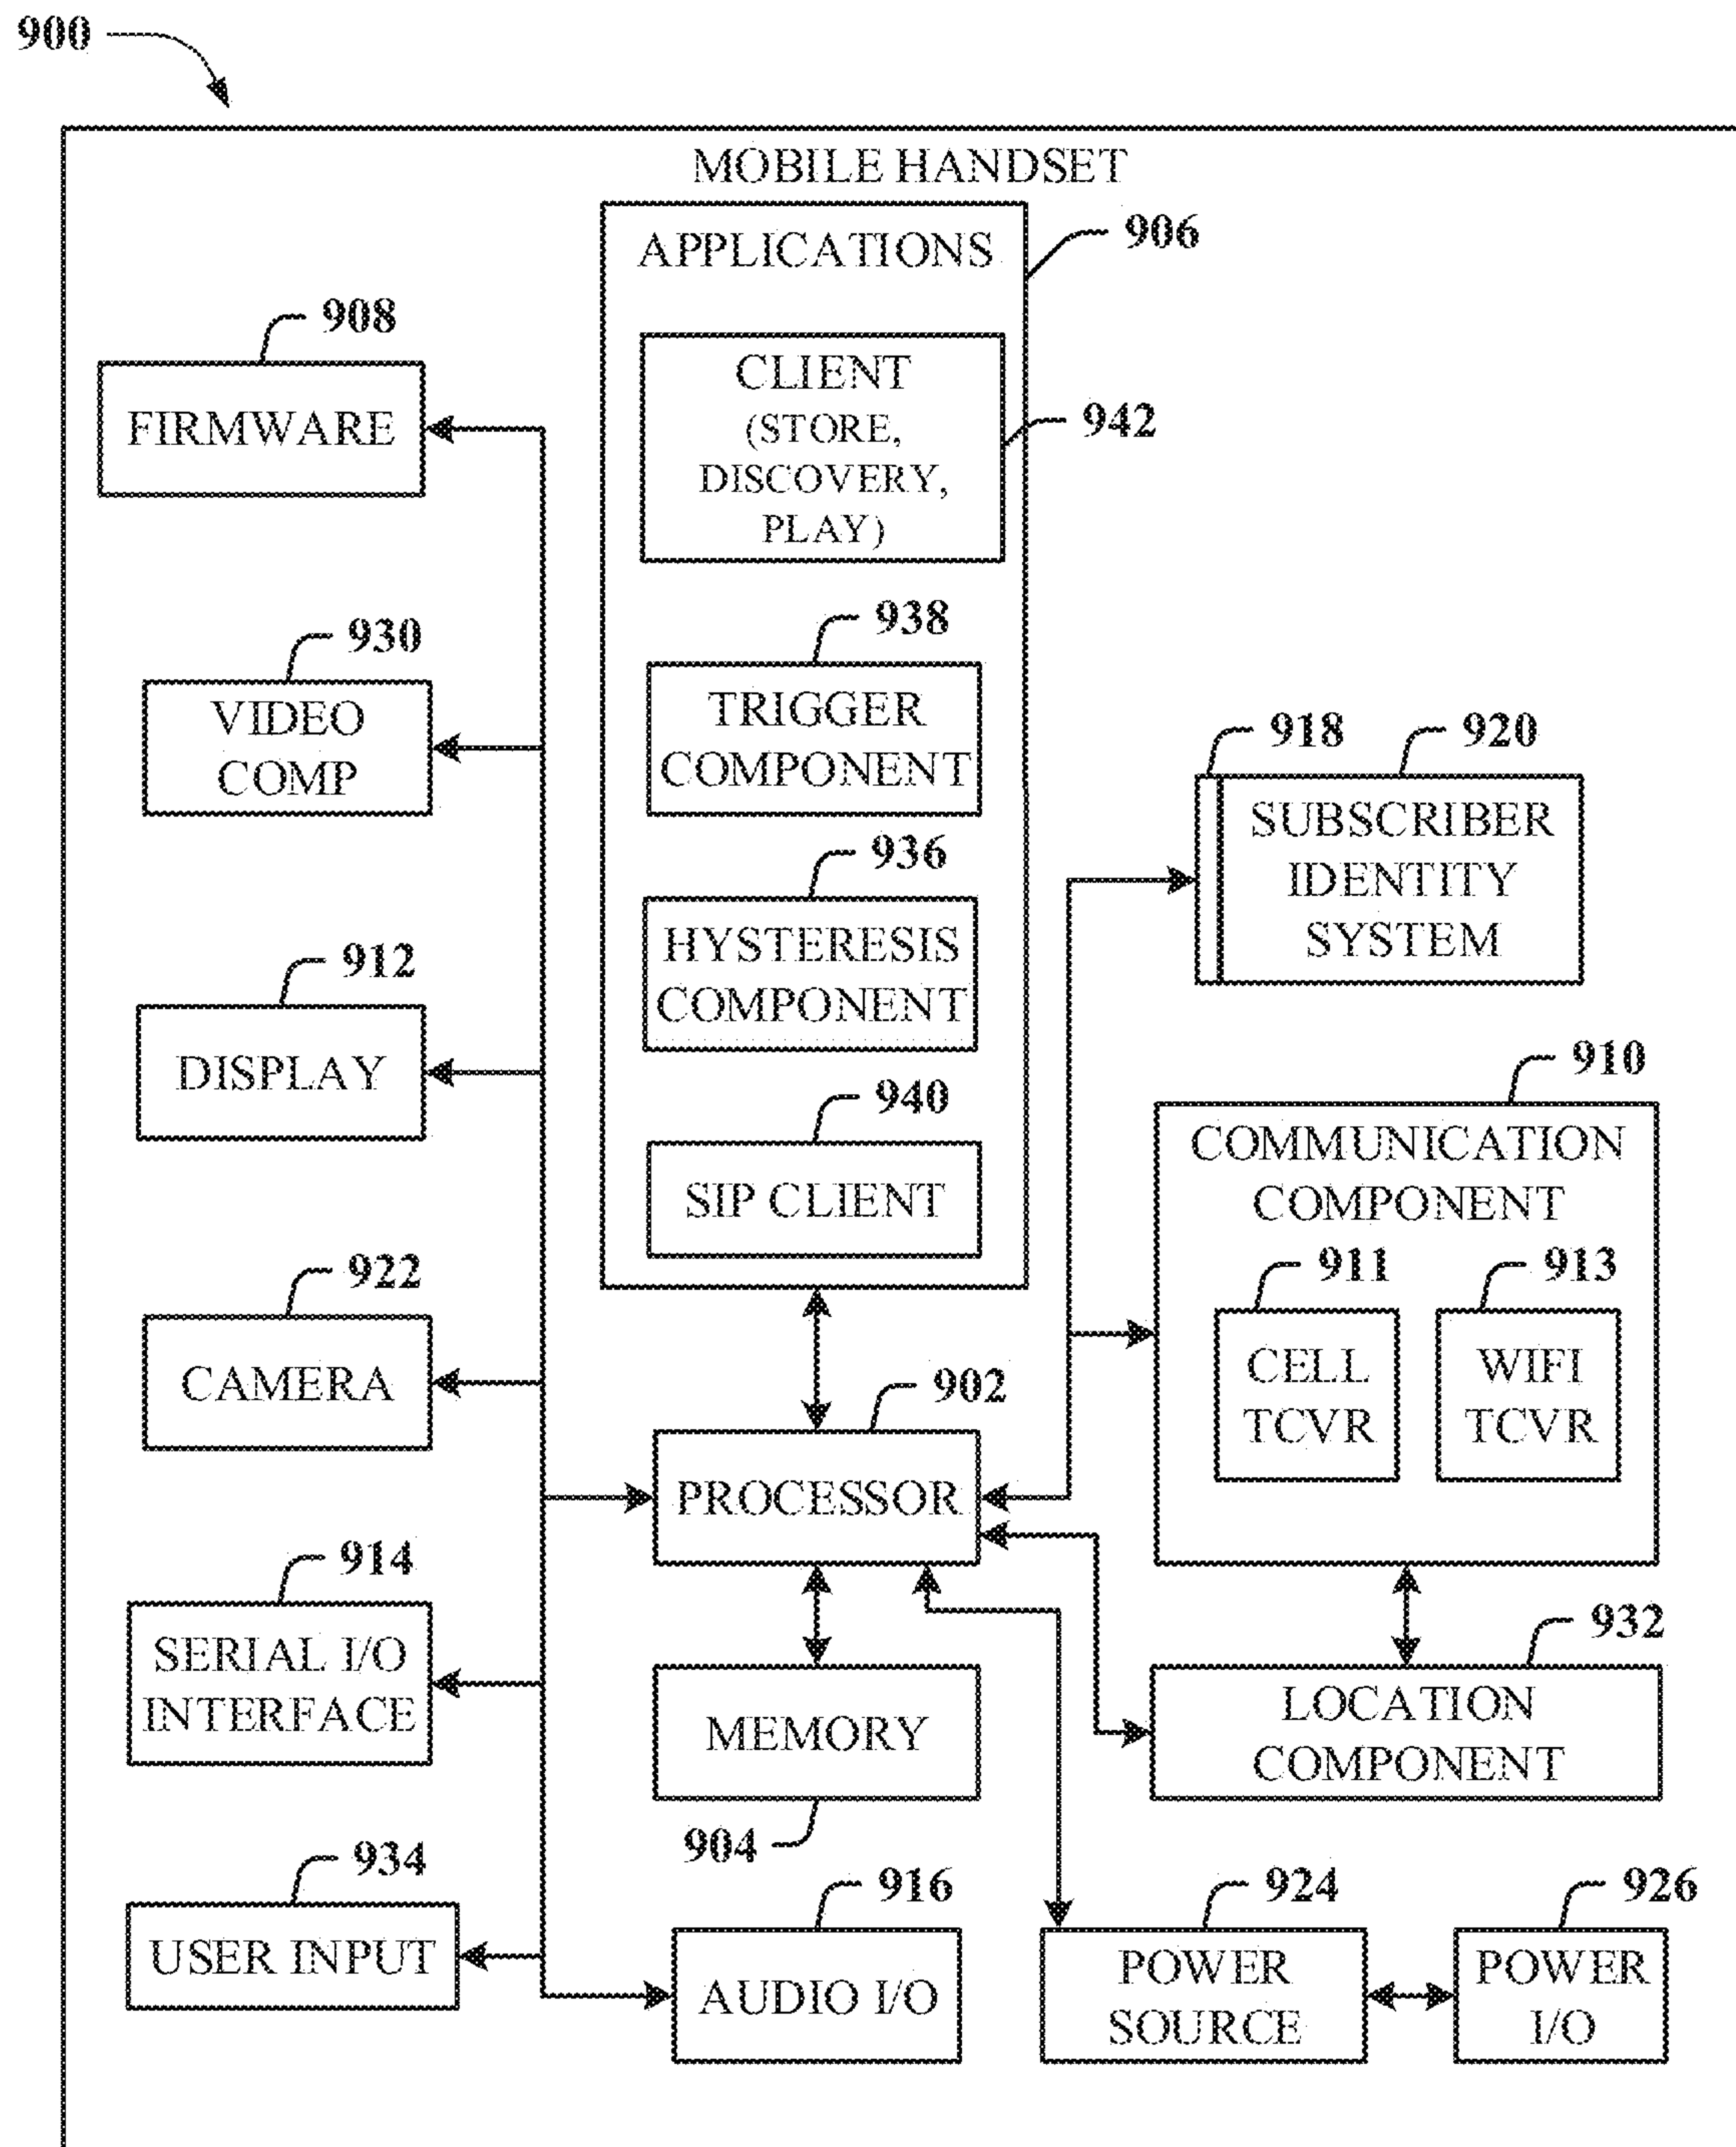 900
MOBILE HANDSET
APPLICATIONS
906
CLIENT
(STORE,
DISCOVERY,
PLAY)
942
908
FIRMWARE
938
TRIGGER
COMPONENT
930
VIDEO
COMP
918
920
SUBSCRIBER
IDENTITY
SYSTEM
936
HYSTERESIS
COMPONENT
912
DISPLAY
940
SIP CLIENT
910
COMMUNICATION
COMPONENT
911
CELL
TCVR
913
WIFI
TCVR
922
CAMERA
902
PROCESSOR
914
SERIAL I/O
INTERFACE
MEMORY
904
932
LOCATION
COMPONENT
934
USER INPUT
916
AUDIO I/O
924
POWER
SOURCE
926
POWER
I/O